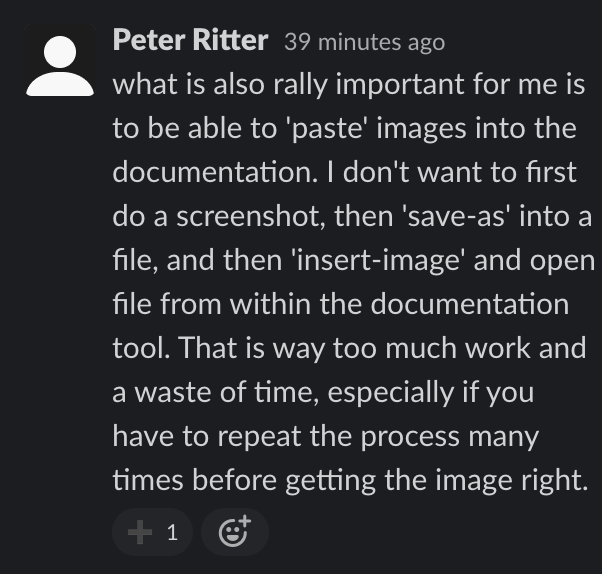 Peter Ritter 39 minutes ago
what is also rally important for me is
to be able to 'paste' images into the
documentation. I don't want to first
do a screenshot, then 'save-as' into a
file, and then 'insert-image' and open
file from within the documentation
tool. That is way too much work and
a waste of time, especially if you
have to repeat the process many
times before getting the image right.
1